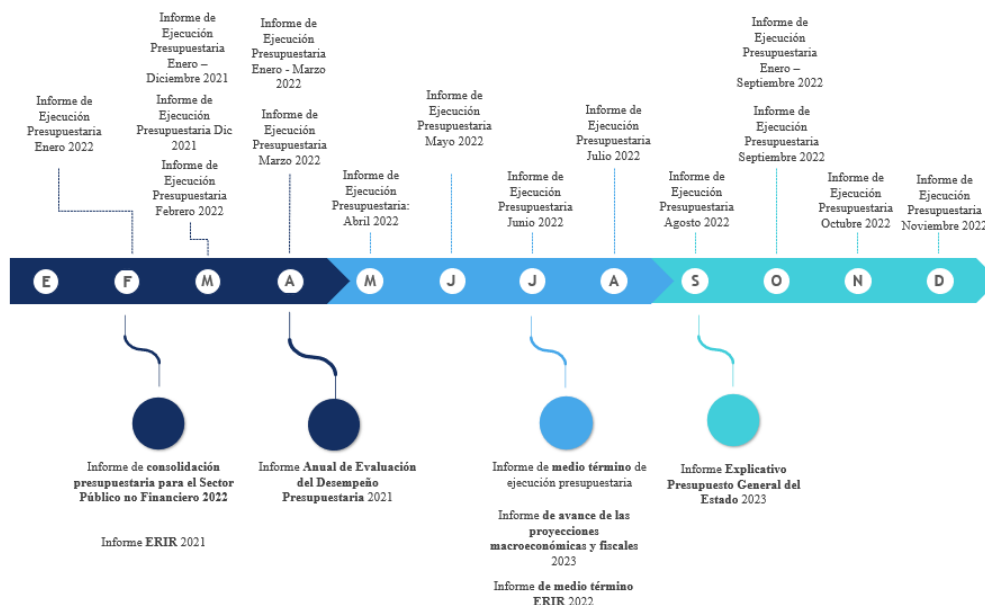 Informe de
Ejecución
Presupuestaria
Enero 2022
Informe de
Ejecución
Presupuestaria
Enero –
Diciembre 2021
Informe de
Ejecución
Presupuestaria Dic
2021
Informe de
Ejecución
Presupuestaria
Febrero 2022
Informe de
Ejecución
Presupuestaria
Enero - Marzo
2022
Informe de
Ejecución
Presupuestaria
Marzo 2022
Informe de
Ejecución
Presupuestaria:
Abril 2022
Informe de
Ejecución
Presupuestaria
Mayo 2022
Informe de
Ejecución
Presupuestaria
Junio 2022
Informe de
Ejecución
Presupuestaria
Julio 2022
Informe de
Ejecución
Presupuestaria
Agosto 2022
Informe de
Ejecución
Presupuestaria
Enero –
Septiembre 2022
Informe de
Ejecución
Presupuestaria
Septiembre 2022
Informe de
Ejecución
Presupuestaria
Octubre 2022
Informe de
Ejecución
Presupuestaria
Noviembre 2022
E F M A M J J A S O N D
Informe de consolidación
presupuestaria para el Sector
Público no Financiero 2022
Informe ERIR 2021
Informe Anual de Evaluación
del Desempeño
Presupuestaria 2021
Informe de medio término de
ejecución presupuestaria
Informe de avance de las
proyecciones
macroeconómicas y fiscales
2023
Informe de medio término
ERIR 2022
Informe Explicativo
Presupuesto General del
Estado 2023